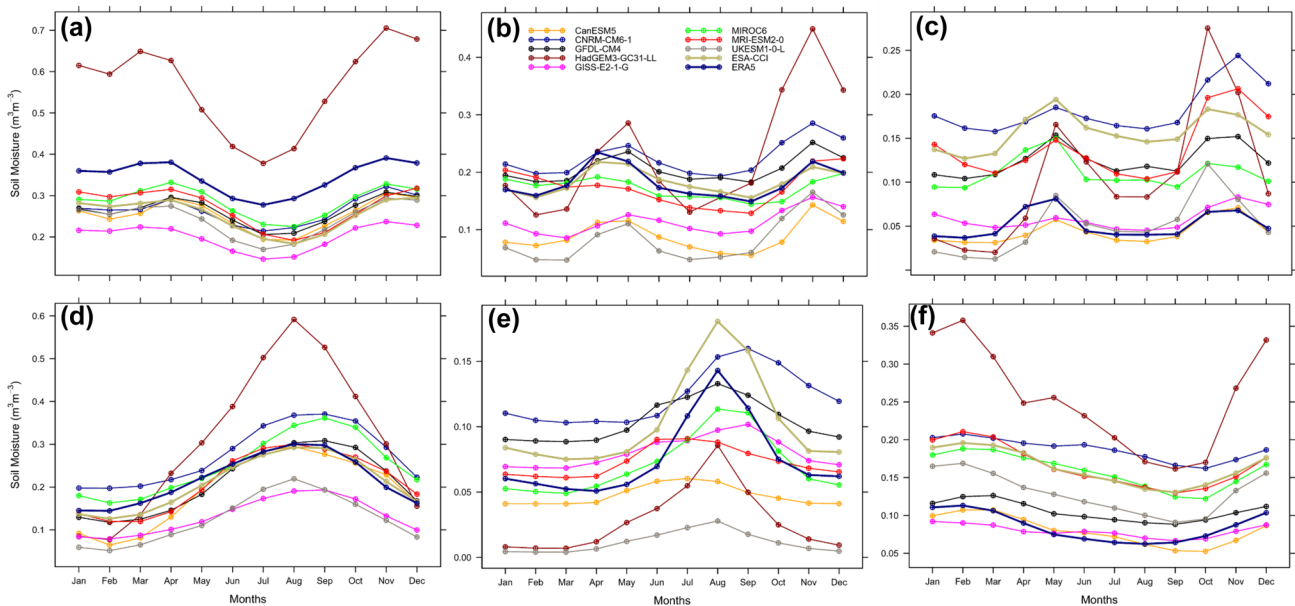 (a)
Soil Moisture (m³m⁻³)
0.7
0.6
0.5
0.4
0.3
0.2
(b)
CanESM5
CNRM-CM6-1
GFDL-CM4
HadGEM3-GC31-LL
GISS-E2-1-G
MIROC6
MRI-ESM2-0
UKESM1-0-L
ESA-CCI
ERA5
0.4
0.3
0.2
0.1
(c)
0.25
0.20
0.15
0.10
0.05
0.00
(d)
Soil Moisture (m³m⁻³)
0.6
0.5
0.4
0.3
0.2
0.1
Jan Feb Mar Apr May Jun Jul Aug Sep Oct Nov Dec
Months
(e)
0.15
0.10
0.05
0.00
Jan Feb Mar Apr May Jun Jul Aug Sep Oct Nov Dec
Months
(f)
0.35
0.30
0.25
0.20
0.15
0.10
0.05
Jan Feb Mar Apr May Jun Jul Aug Sep Oct Nov Dec
Months